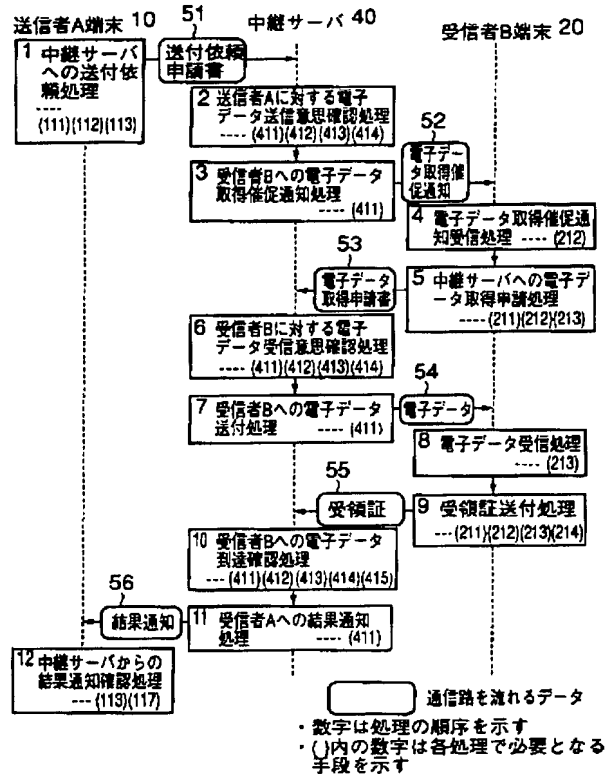 送信者A端末 10
中継サーバ 40
受信者B端末 20
51
送付依頼
申請書
1 中継サーバ
への送付依
頼処理
----
(111)(112)(113)
2 送信者Aに対する電子
データ送信意思確認処理
---- (411)(412)(413)(414)
3 受信者Bへの電子データ
取得催促通知処理
---- (411)
52
電子デー
タ取得催
促通知
4 電子データ取得催促通
知受信処理 ---- (212)
53
電子データ
取得申請書
5 中継サーバへの電子デ
ータ取得申請処理
----(211)(212)(213)
6 受信者Bに対する電子
データ受信意思確認処理
---- (411)(412)(413)(414)
7 受信者Bへの電子データ
送付処理 ---- (411)
54
電子データ
8 電子データ受信処理
---- (213)
55
受領証
9 受領証送付処理
---(211)(212)(213)(214)
10 受信者Bへの電子データ
到達確認処理
---(411)(412)(413)(414)(415)
56
結果通知
11 受信者Aへの結果通知
処理 ---- (411)
12 中継サーバからの
結果通知確認処理
---(113)(117)
通信路を流れるデータ
・数字は処理の順序を示す
・()内の数字は各処理で必要となる
手段を示す